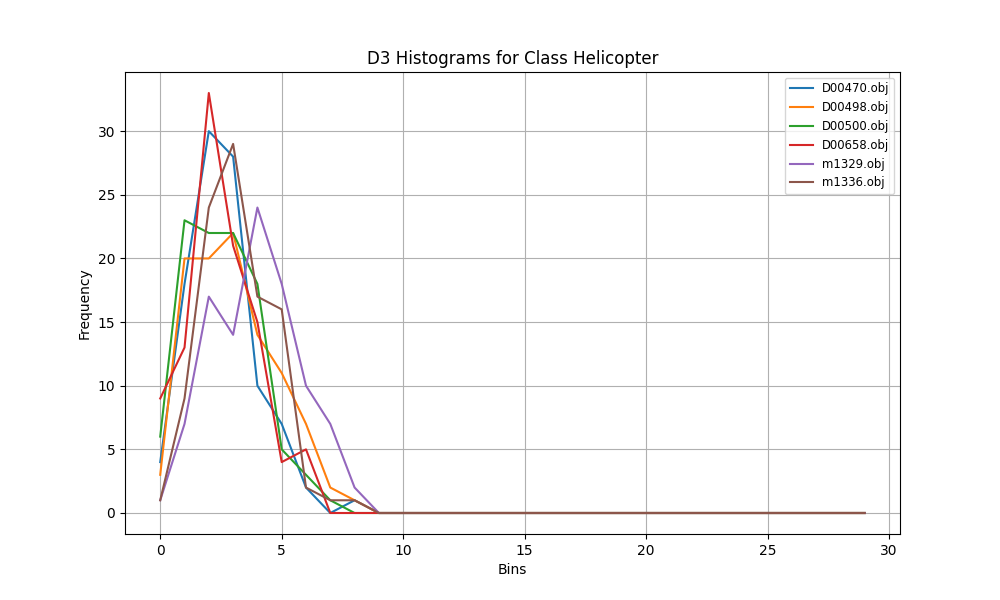 D3 Histograms for Class Helicopter
D00470.obj
D00498.obj
D00500.obj
D00658.obj
m1329.obj
m1336.obj
Frequency
30
25
20
15
10
5
0
0 5 10 15 20 25 30
Bins